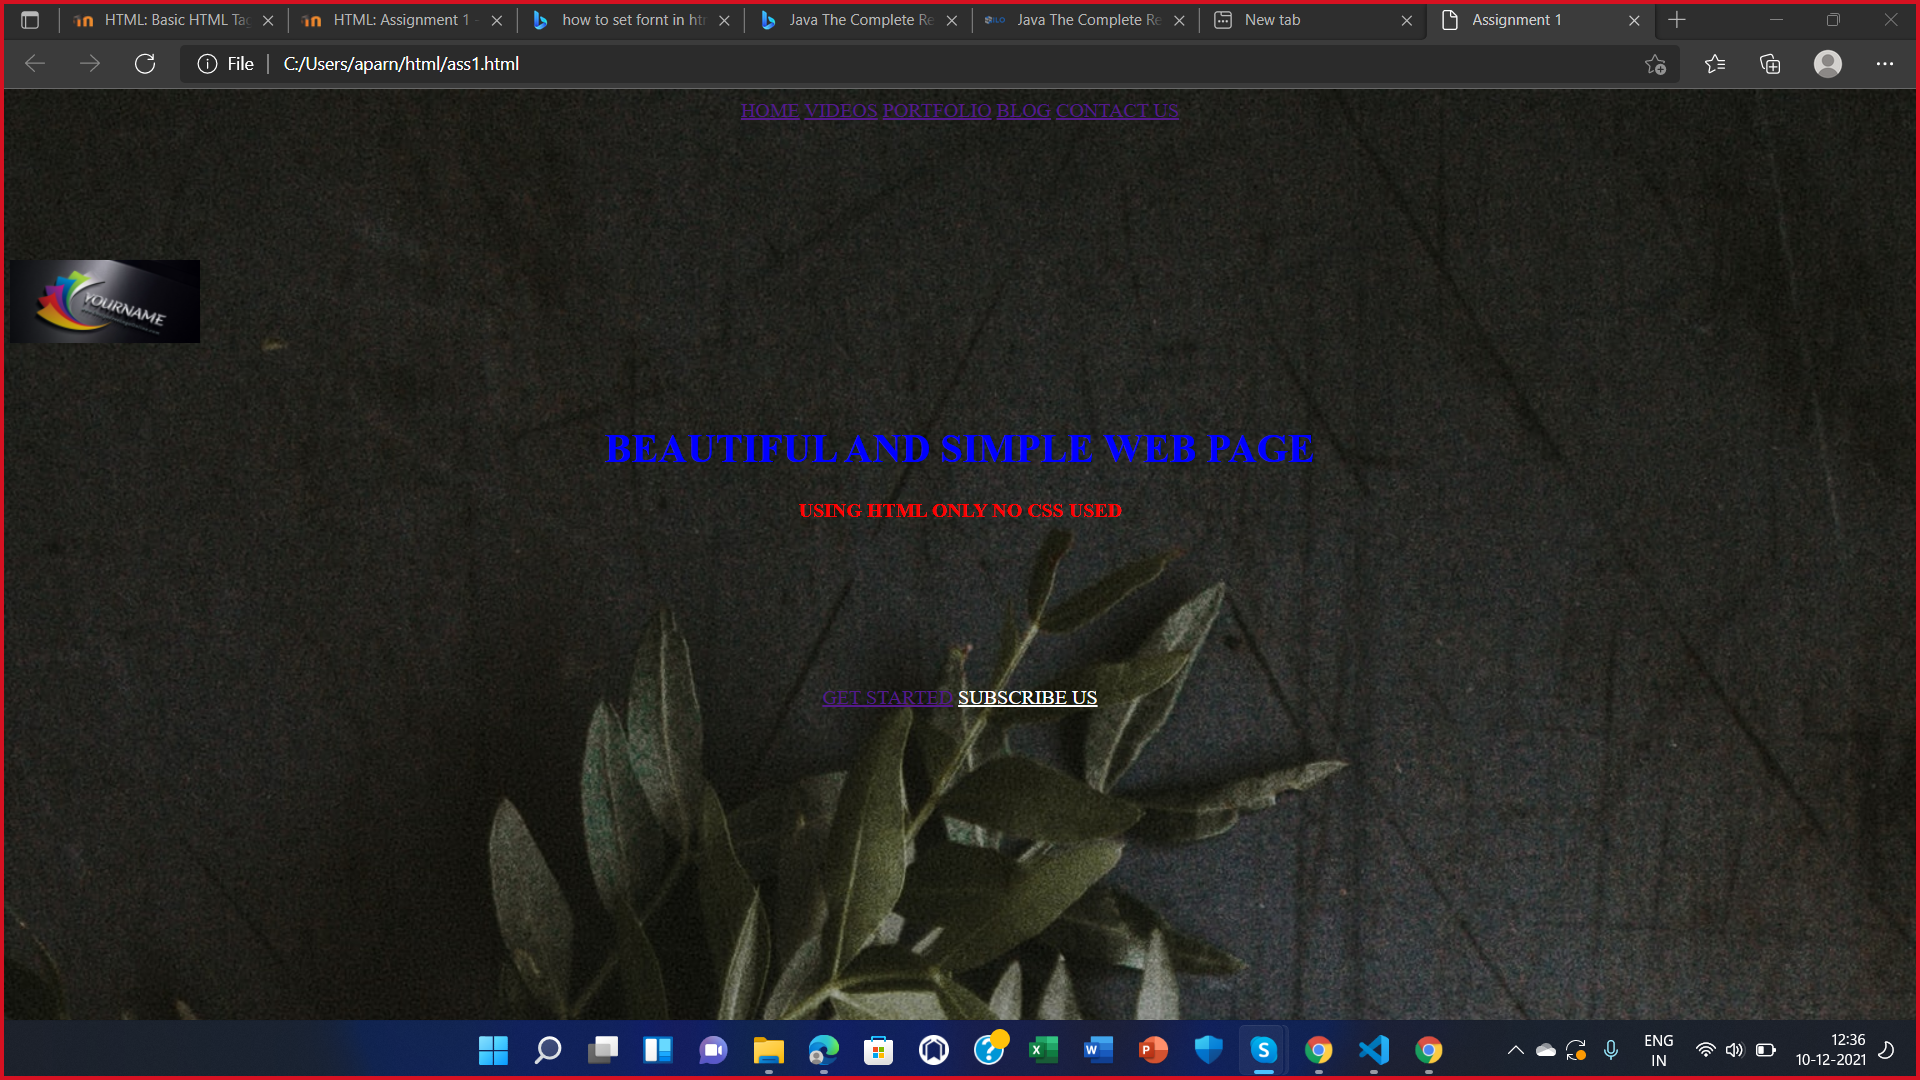 HTML: Basic HTML Tag
HTML: Assignment 1 -
how to set fornt in htm
Java The Complete Re
Java The Complete Re
New tab
Assignment 1
File
C:/Users/aparn/html/ass1.html
HOME VIDEOS PORTFOLIO BLOG CONTACT US
YOURNAME
BEAUTIFUL AND SIMPLE WEB PAGE
USING HTML ONLY NO CSS USED
GET STARTED SUBSCRIBE US
ENG
IN
12:36
10-12-2021